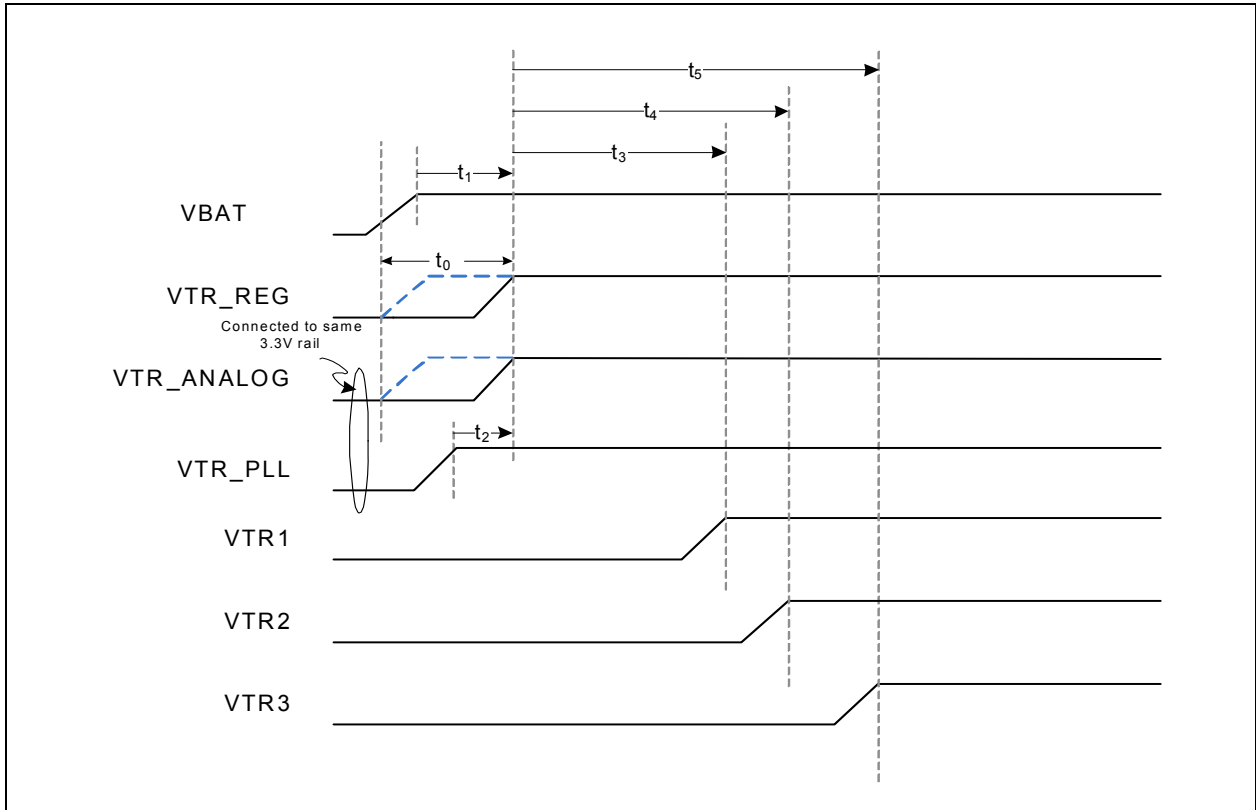 t5
t4
t3
t1
VBAT
t0
VTR_REG
Connected to same
3.3V rail
VTR_ANALOG
t2
VTR_PLL
VTR1
VTR2
VTR3